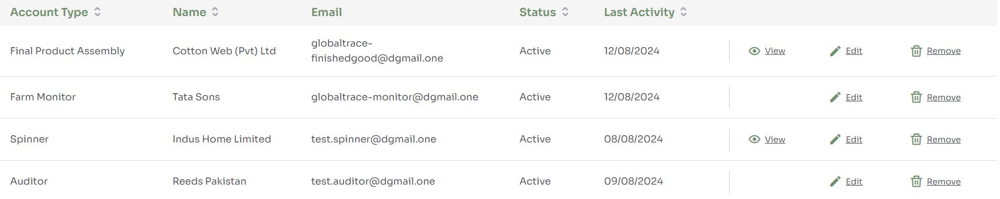 Account Type Name Email Status Last Activity
Final Product Assembly Cotton Web (Pvt) Ltd globaltrace-
finishedgood@dgmail.one Active 12/08/2024 View Edit Remove
Farm Monitor Tata Sons globaltrace-monitor@dgmail.one Active 12/08/2024 Edit Remove
Spinner Indus Home Limited test.spinner@dgmail.one Active 08/08/2024 View Edit Remove
Auditor Reeds Pakistan test.auditor@dgmail.one Active 09/08/2024 Edit Remove